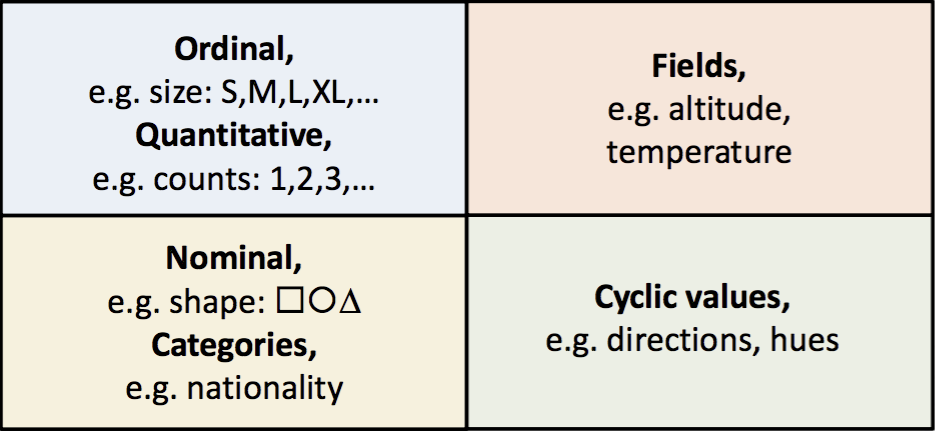 Ordinal,
e.g. size: S,M,L,XL,...
Quantitative,
e.g. counts: 1,2,3,...
Fields,
e.g. altitude,
temperature
Nominal,
e.g. shape: □○Δ
Categories,
e.g. nationality
Cyclic values,
e.g. directions, hues